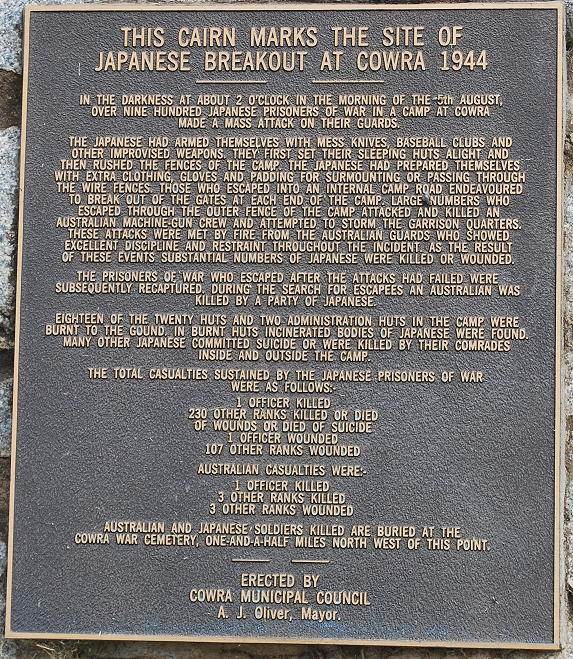 THIS CAIRN MARKS THE SITE OF
JAPANESE BREAKOUT AT COWRA 1944
IN THE DARKNESS AT ABOUT 2 O'CLOCK IN THE MORNING OF THE 5th AUGUST,
OVER NINE HUNDRED JAPANESE PRISONERS OF WAR IN A CAMP AT COWRA
MADE A MASS ATTACK ON THEIR GUARDS.
THE JAPANESE HAD ARMED THEMSELVES WITH MESS KNIVES, BASEBALL CLUBS AND
OTHER IMPROVISED WEAPONS. THEY FIRST SET THEIR SLEEPING HUTS ALIGHT AND
THEN RUSHED THE FENCES OF THE CAMP. THE JAPANESE HAD PREPARED THEMSELVES
WITH EXTRA CLOTHING, GLOVES AND PADDING FOR SURMOUNTING OR PASSING THROUGH
THE WIRE FENCES. THOSE WHO ESCAPED INTO AN INTERNAL CAMP ROAD ENDEAVOURED
TO BREAK OUT OF THE GATES AT EACH END OF THE CAMP. LARGE NUMBERS WHO
ESCAPED THROUGH THE OUTER FENCE OF THE CAMP ATTACKED AND KILLED AN
AUSTRALIAN MACHINE-GUN CREW AND ATTEMPTED TO STORM THE GARRISON QUARTERS.
THESE ATTACKS WERE MET BY FIRE FROM THE AUSTRALIAN GUARDS WHO SHOWED
EXCELLENT DISCIPLINE AND RESTRAINT THROUGHOUT THE INCIDENT. AS THE RESULT
OF THESE EVENTS SUBSTANTIAL NUMBERS OF JAPANESE WERE KILLED OR WOUNDED.
THE PRISONERS OF WAR WHO ESCAPED AFTER THE ATTACKS HAD FAILED WERE
SUBSEQUENTLY RECAPTURED. DURING THE SEARCH FOR ESCAPEES AN AUSTRALIAN WAS
KILLED BY A PARTY OF JAPANESE.
EIGHTEEN OF THE TWENTY HUTS AND TWO ADMINISTRATION HUTS IN THE CAMP WERE
BURNT TO THE GOUND. IN BURNT HUTS INCINERATED BODIES OF JAPANESE WERE FOUND.
MANY OTHER JAPANESE COMMITTED SUICIDE OR WERE KILLED BY THEIR COMRADES
INSIDE AND OUTSIDE THE CAMP.
THE TOTAL CASUALTIES SUSTAINED BY THE JAPANESE PRISONERS OF WAR
WERE AS FOLLOWS:-
1 OFFICER KILLED
230 OTHER RANKS KILLED OR DIED
OF WOUNDS OR DIED OF SUICIDE
1 OFFICER WOUNDED
107 OTHER RANKS WOUNDED
AUSTRALIAN CASUALTIES WERE:-
1 OFFICER KILLED
3 OTHER RANKS KILLED
3 OTHER RANKS WOUNDED
AUSTRALIAN AND JAPANESE SOLDIERS KILLED ARE BURIED AT THE
COWRA WAR CEMETERY, ONE-AND-A-HALF MILES NORTH WEST OF THIS POINT.
ERECTED BY
COWRA MUNICIPAL COUNCIL
A. J. Oliver, Mayor.